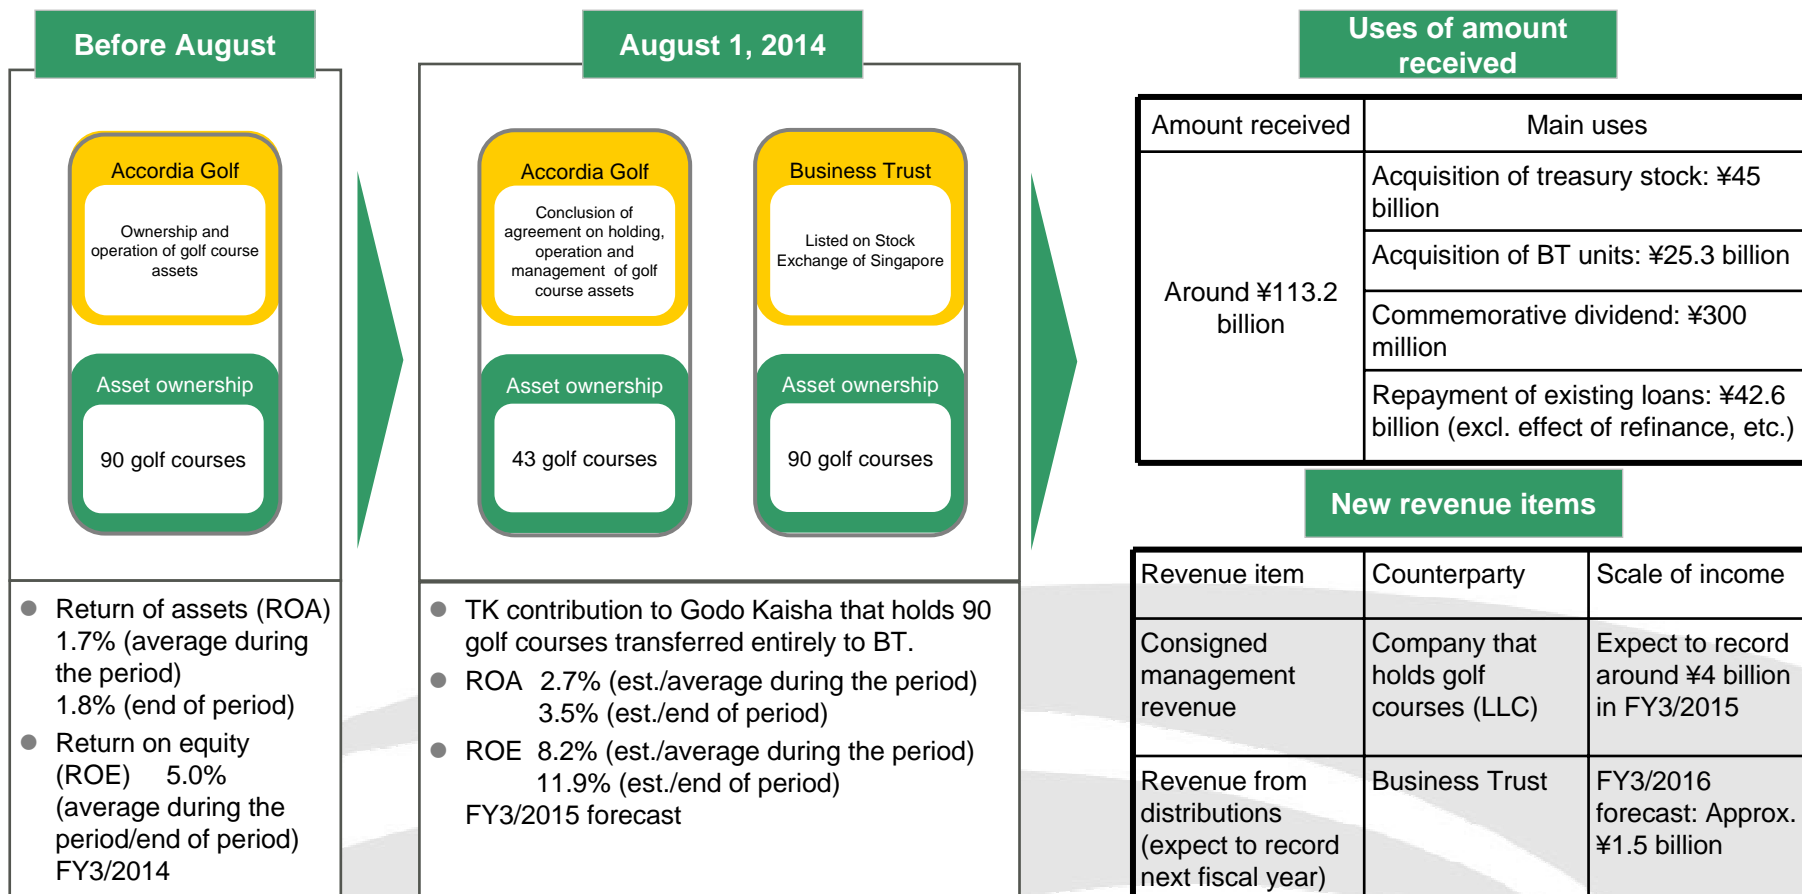 Before August
Accordia Golf
Ownership and
operation of golf course
assets
Asset ownership
90 golf courses
Return of assets (ROA)
1.7% (average during
the period)
1.8% (end of period)
Return on equity
(ROE) 5.0%
(average during the
period/end of period)
FY3/2014
August 1, 2014
Accordia Golf
Conclusion of
agreement on holding,
operation and
management of golf
course assets
Asset ownership
43 golf courses
Business Trust
Listed on Stock
Exchange of Singapore
Asset ownership
90 golf courses
TK contribution to Godo Kaisha that holds 90
golf courses transferred entirely to BT.
ROA 2.7% (est./average during the period)
3.5% (est./end of period)
ROE 8.2% (est./average during the period)
11.9% (est./end of period)
FY3/2015 forecast
Uses of amount
received
Amount received
Main uses
Around ¥113.2
billion
Acquisition of treasury stock: ¥45
billion
Acquisition of BT units: ¥25.3 billion
Commemorative dividend: ¥300
million
Repayment of existing loans: ¥42.6
billion (excl. effect of refinance, etc.)
New revenue items
Revenue item
Counterparty
Scale of income
Consigned
management
revenue
Company that
holds golf
courses (LLC)
Expect to record
around ¥4 billion
in FY3/2015
Revenue from
distributions
(expect to record
next fiscal year)
Business Trust
FY3/2016
forecast: Approx.
¥1.5 billion